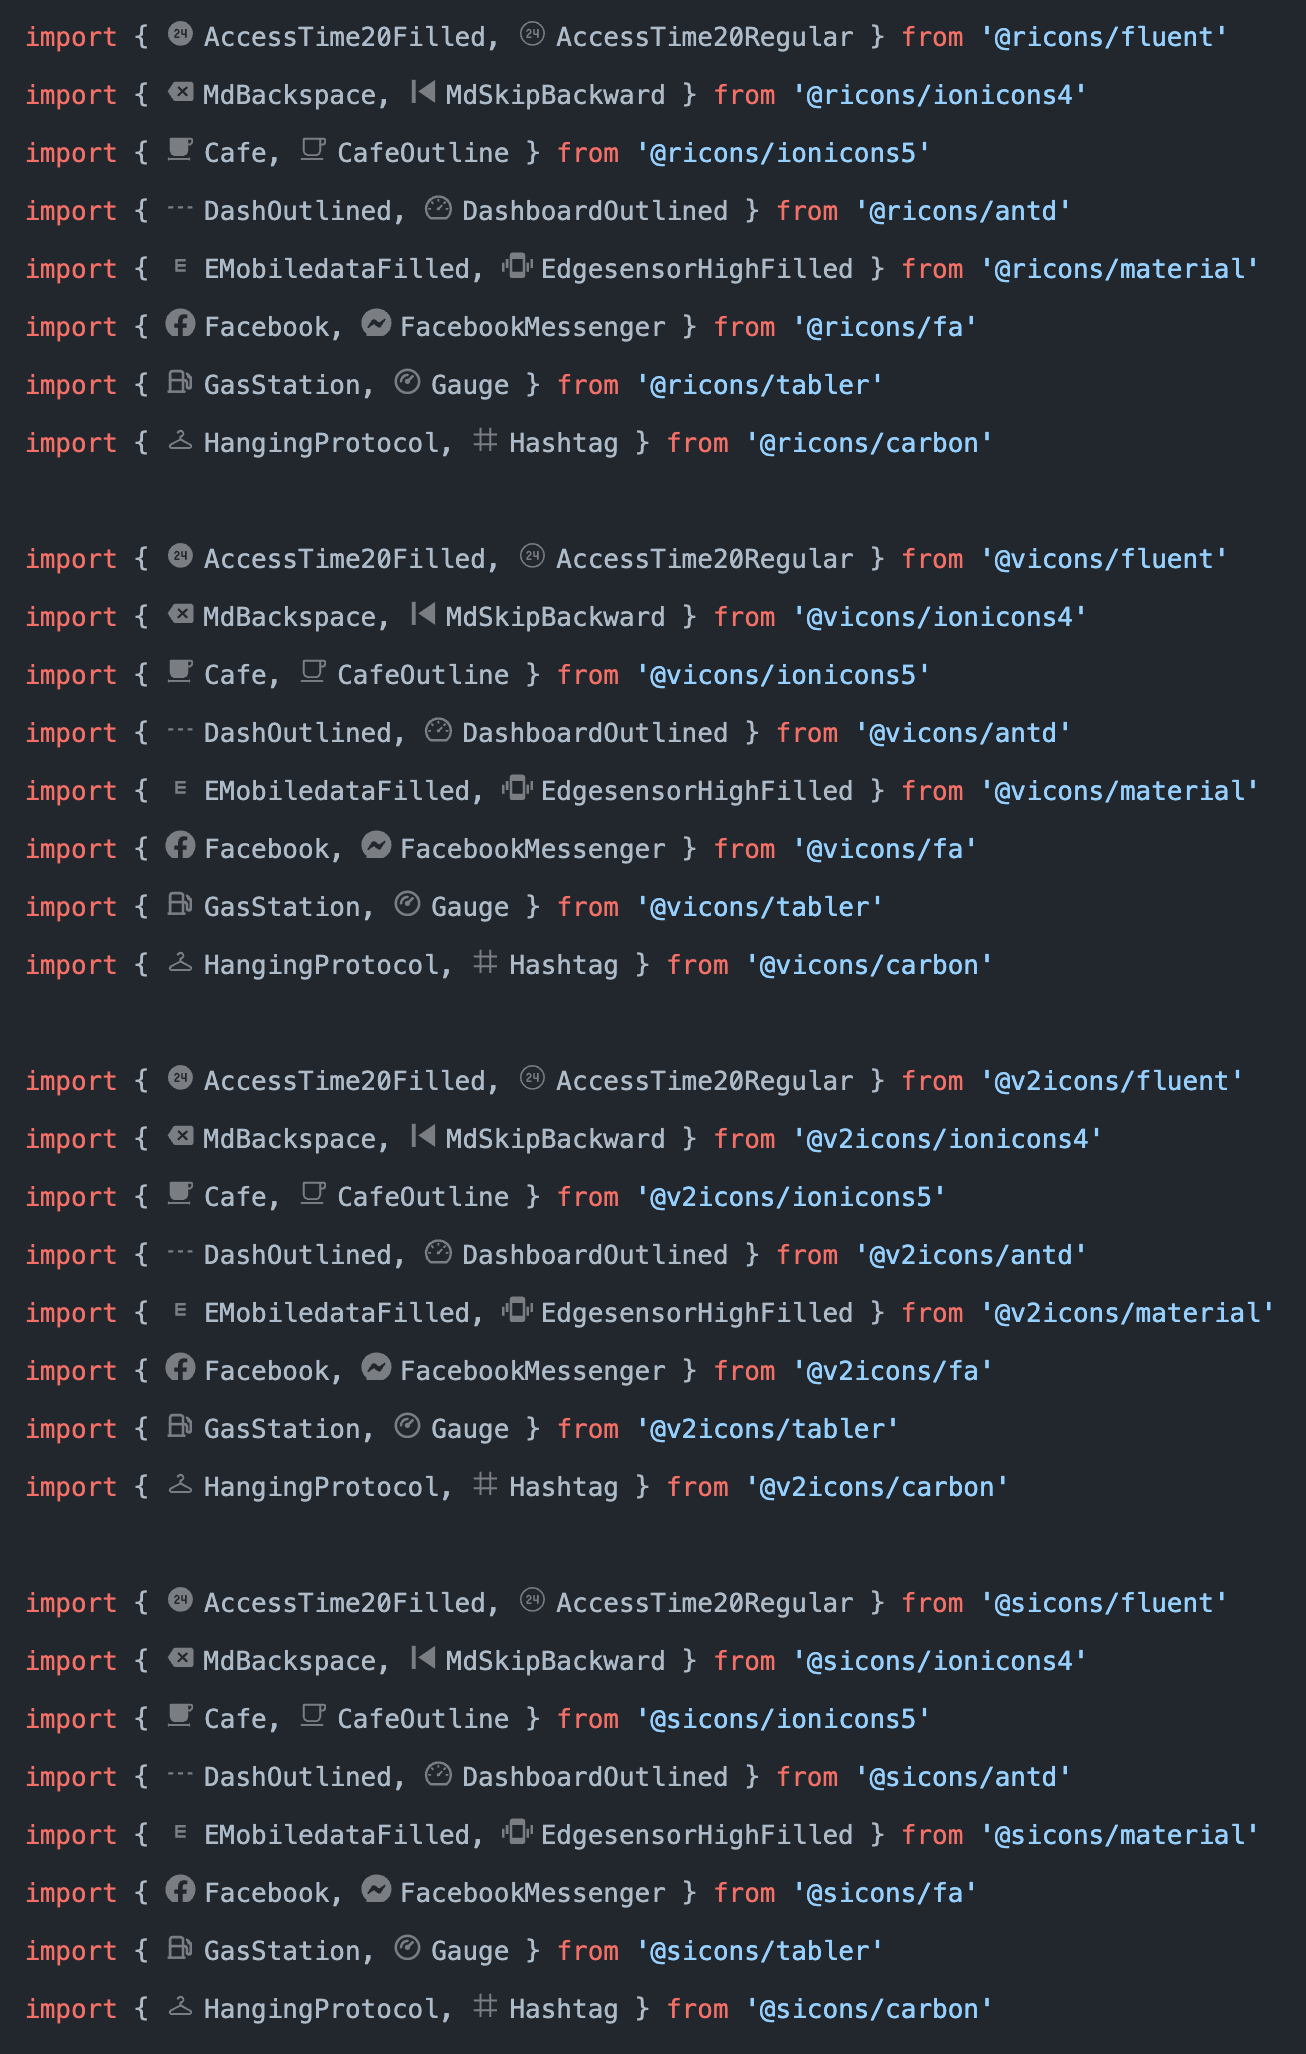 import { AccessTime20Filled, AccessTime20Regular } from '@ricons/fluent'
import { MdBackspace, MdSkipBackward } from '@ricons/ionicons4'
import { Cafe, CafeOutline } from '@ricons/ionicons5'
import { DashOutlined, DashboardOutlined } from '@ricons/antd'
import { EMobiledataFilled, EdgesensorHighFilled } from '@ricons/material'
import { Facebook, FacebookMessenger } from '@ricons/fa'
import { GasStation, Gauge } from '@ricons/tabler'
import { HangingProtocol, Hashtag } from '@ricons/carbon'
import { AccessTime20Filled, AccessTime20Regular } from '@vicons/fluent'
import { MdBackspace, MdSkipBackward } from '@vicons/ionicons4'
import { Cafe, CafeOutline } from '@vicons/ionicons5'
import { DashOutlined, DashboardOutlined } from '@vicons/antd'
import { EMobiledataFilled, EdgesensorHighFilled } from '@vicons/material'
import { Facebook, FacebookMessenger } from '@vicons/fa'
import { GasStation, Gauge } from '@vicons/tabler'
import { HangingProtocol, Hashtag } from '@vicons/carbon'
import { AccessTime20Filled, AccessTime20Regular } from '@v2icons/fluent'
import { MdBackspace, MdSkipBackward } from '@v2icons/ionicons4'
import { Cafe, CafeOutline } from '@v2icons/ionicons5'
import { DashOutlined, DashboardOutlined } from '@v2icons/antd'
import { EMobiledataFilled, EdgesensorHighFilled } from '@v2icons/material'
import { Facebook, FacebookMessenger } from '@v2icons/fa'
import { GasStation, Gauge } from '@v2icons/tabler'
import { HangingProtocol, Hashtag } from '@v2icons/carbon'
import { AccessTime20Filled, AccessTime20Regular } from '@sicons/fluent'
import { MdBackspace, MdSkipBackward } from '@sicons/ionicons4'
import { Cafe, CafeOutline } from '@sicons/ionicons5'
import { DashOutlined, DashboardOutlined } from '@sicons/antd'
import { EMobiledataFilled, EdgesensorHighFilled } from '@sicons/material'
import { Facebook, FacebookMessenger } from '@sicons/fa'
import { GasStation, Gauge } from '@sicons/tabler'
import { HangingProtocol, Hashtag } from '@sicons/carbon'